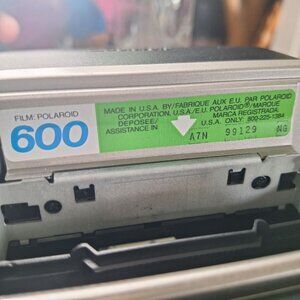 FILM: POLAROID
600
MADE IN U.S.A. BY/FABRIQUE AUX E.U. PAR POLAROID
CORPORATION, U.S.A./E.U. POLAROID®/MARQUE
DEPOSEE/ MARCA REGISTRADA.
ASSISTANCE IN U.S.A. ONLY: 800-225-1384
A7N 99129 NG